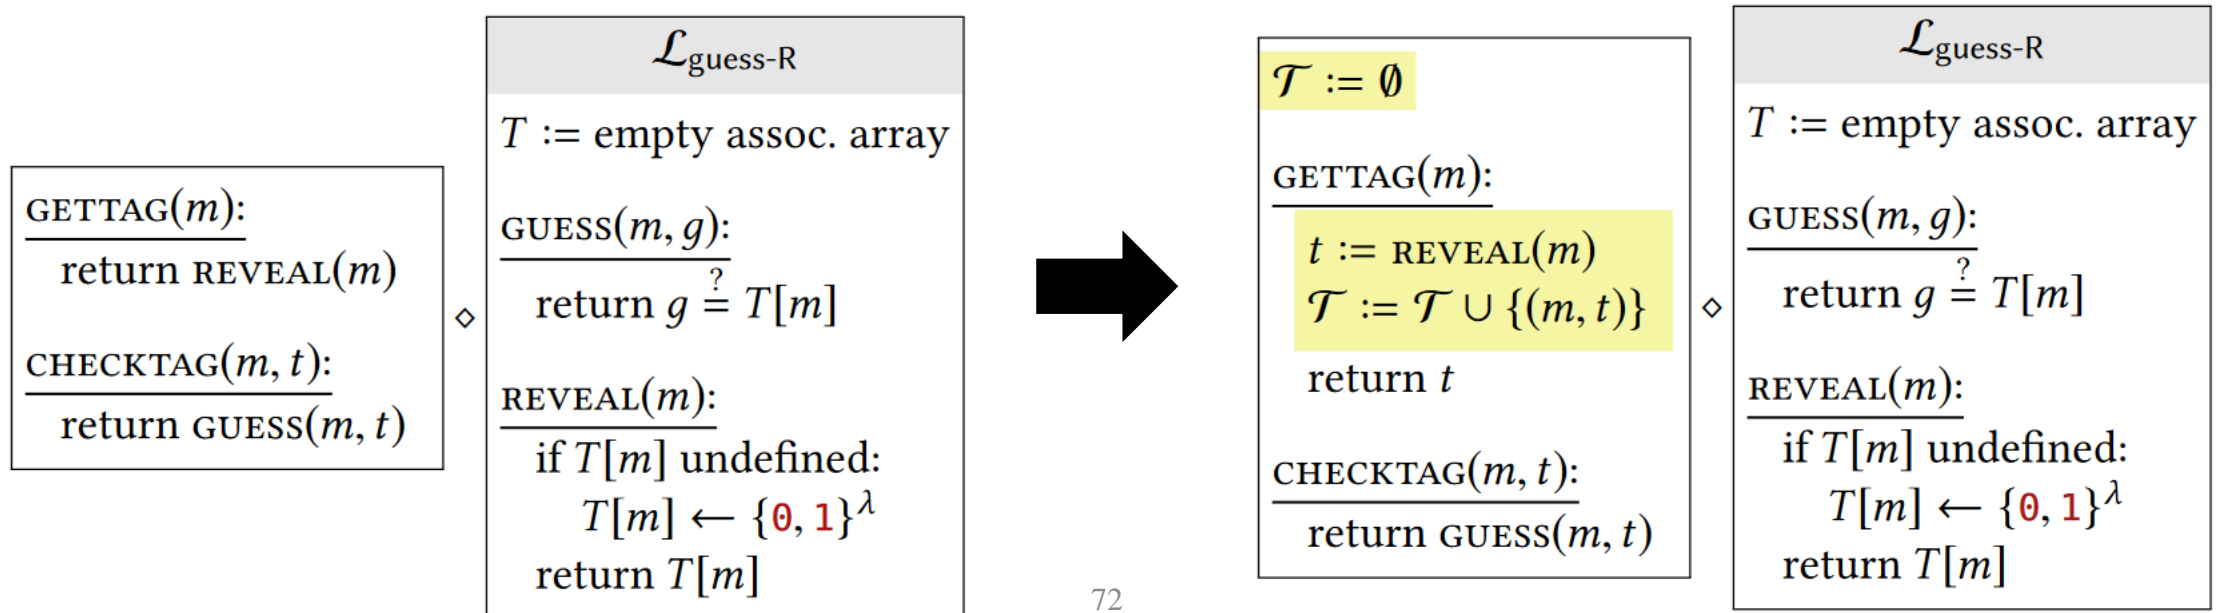 GETTAG(m):
return REVEAL(m)
CHECKTAG(m, t):
return GUESS(m, t)
⋄
𝓛guess-R
T := empty assoc. array
GUESS(m, g):
return g ≟ T[m]
REVEAL(m):
if T[m] undefined:
T[m] ← {0, 1}^λ
return T[m]
𝓣 := ∅
GETTAG(m):
t := REVEAL(m)
𝓣 := 𝓣 ∪ {(m, t)}
return t
CHECKTAG(m, t):
return GUESS(m, t)
⋄
𝓛guess-R
T := empty assoc. array
GUESS(m, g):
return g ≟ T[m]
REVEAL(m):
if T[m] undefined:
T[m] ← {0, 1}^λ
return T[m]
72